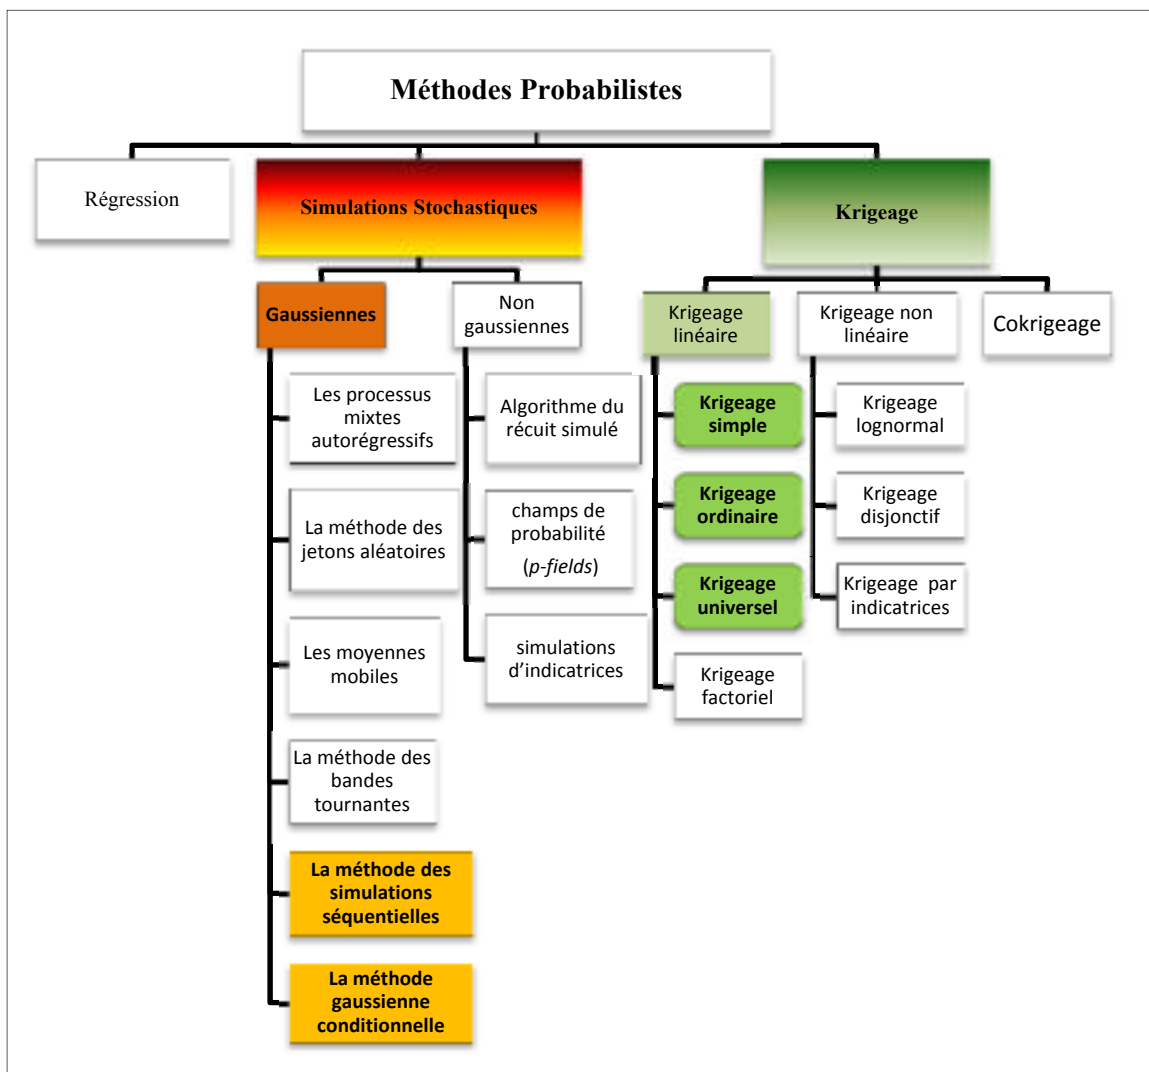 Méthodes Probabilistes
Régression
Simulations Stochastiques
Krigeage
Gaussiennes
Non
gaussiennes
Krigeage
linéaire
Krigeage non
linéaire
Cokrigeage
Les processus
mixtes
autorégressifs
Algorithme du
récuit simulé
Krigeage
simple
Krigeage
lognormal
La méthode des
jetons aléatoires
champs de
probabilité
(p-fields)
Krigeage
ordinaire
Krigeage
disjonctif
Les moyennes
mobiles
simulations
d’indicatrices
Krigeage
universel
Krigeage par
indicatrices
Krigeage
factoriel
La méthode des
bandes
tournantes
La méthode des
simulations
séquentielles
La méthode
gaussienne
conditionnelle